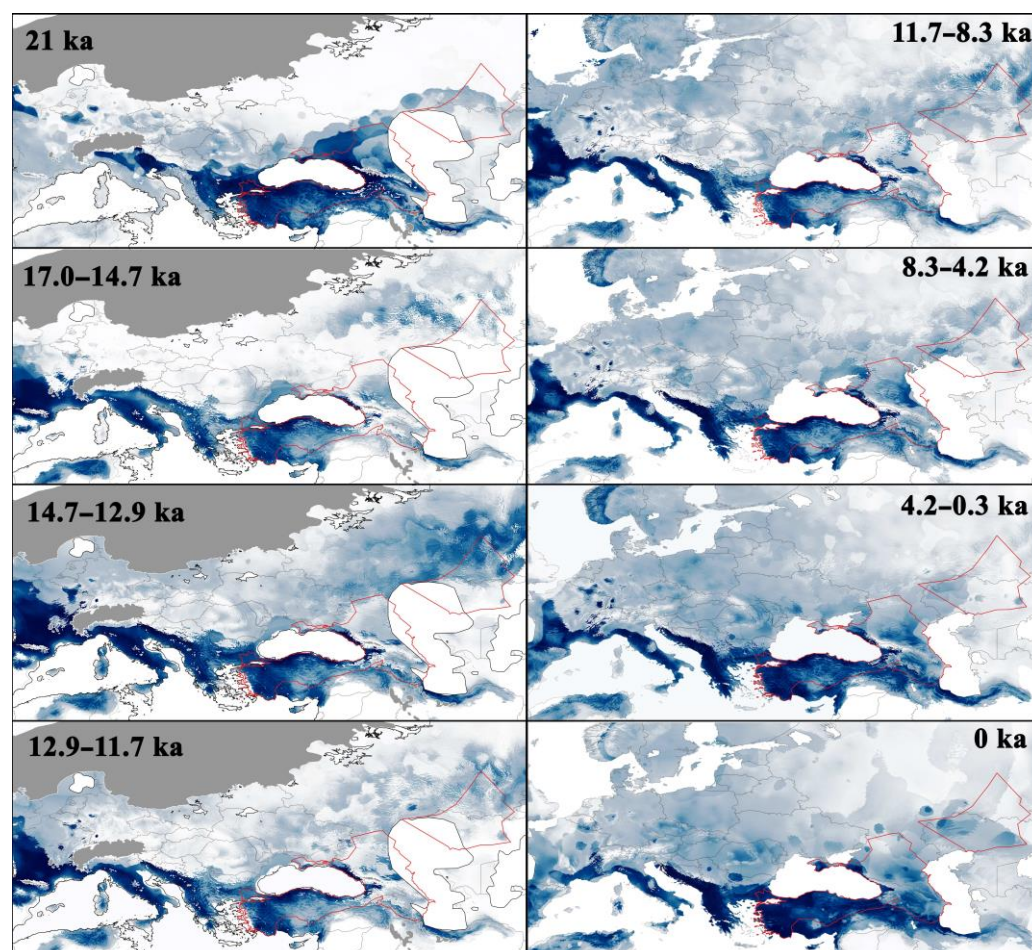 21 ka
17.0–14.7 ka
14.7–12.9 ka
12.9–11.7 ka
11.7–8.3 ka
8.3–4.2 ka
4.2–0.3 ka
0 ka